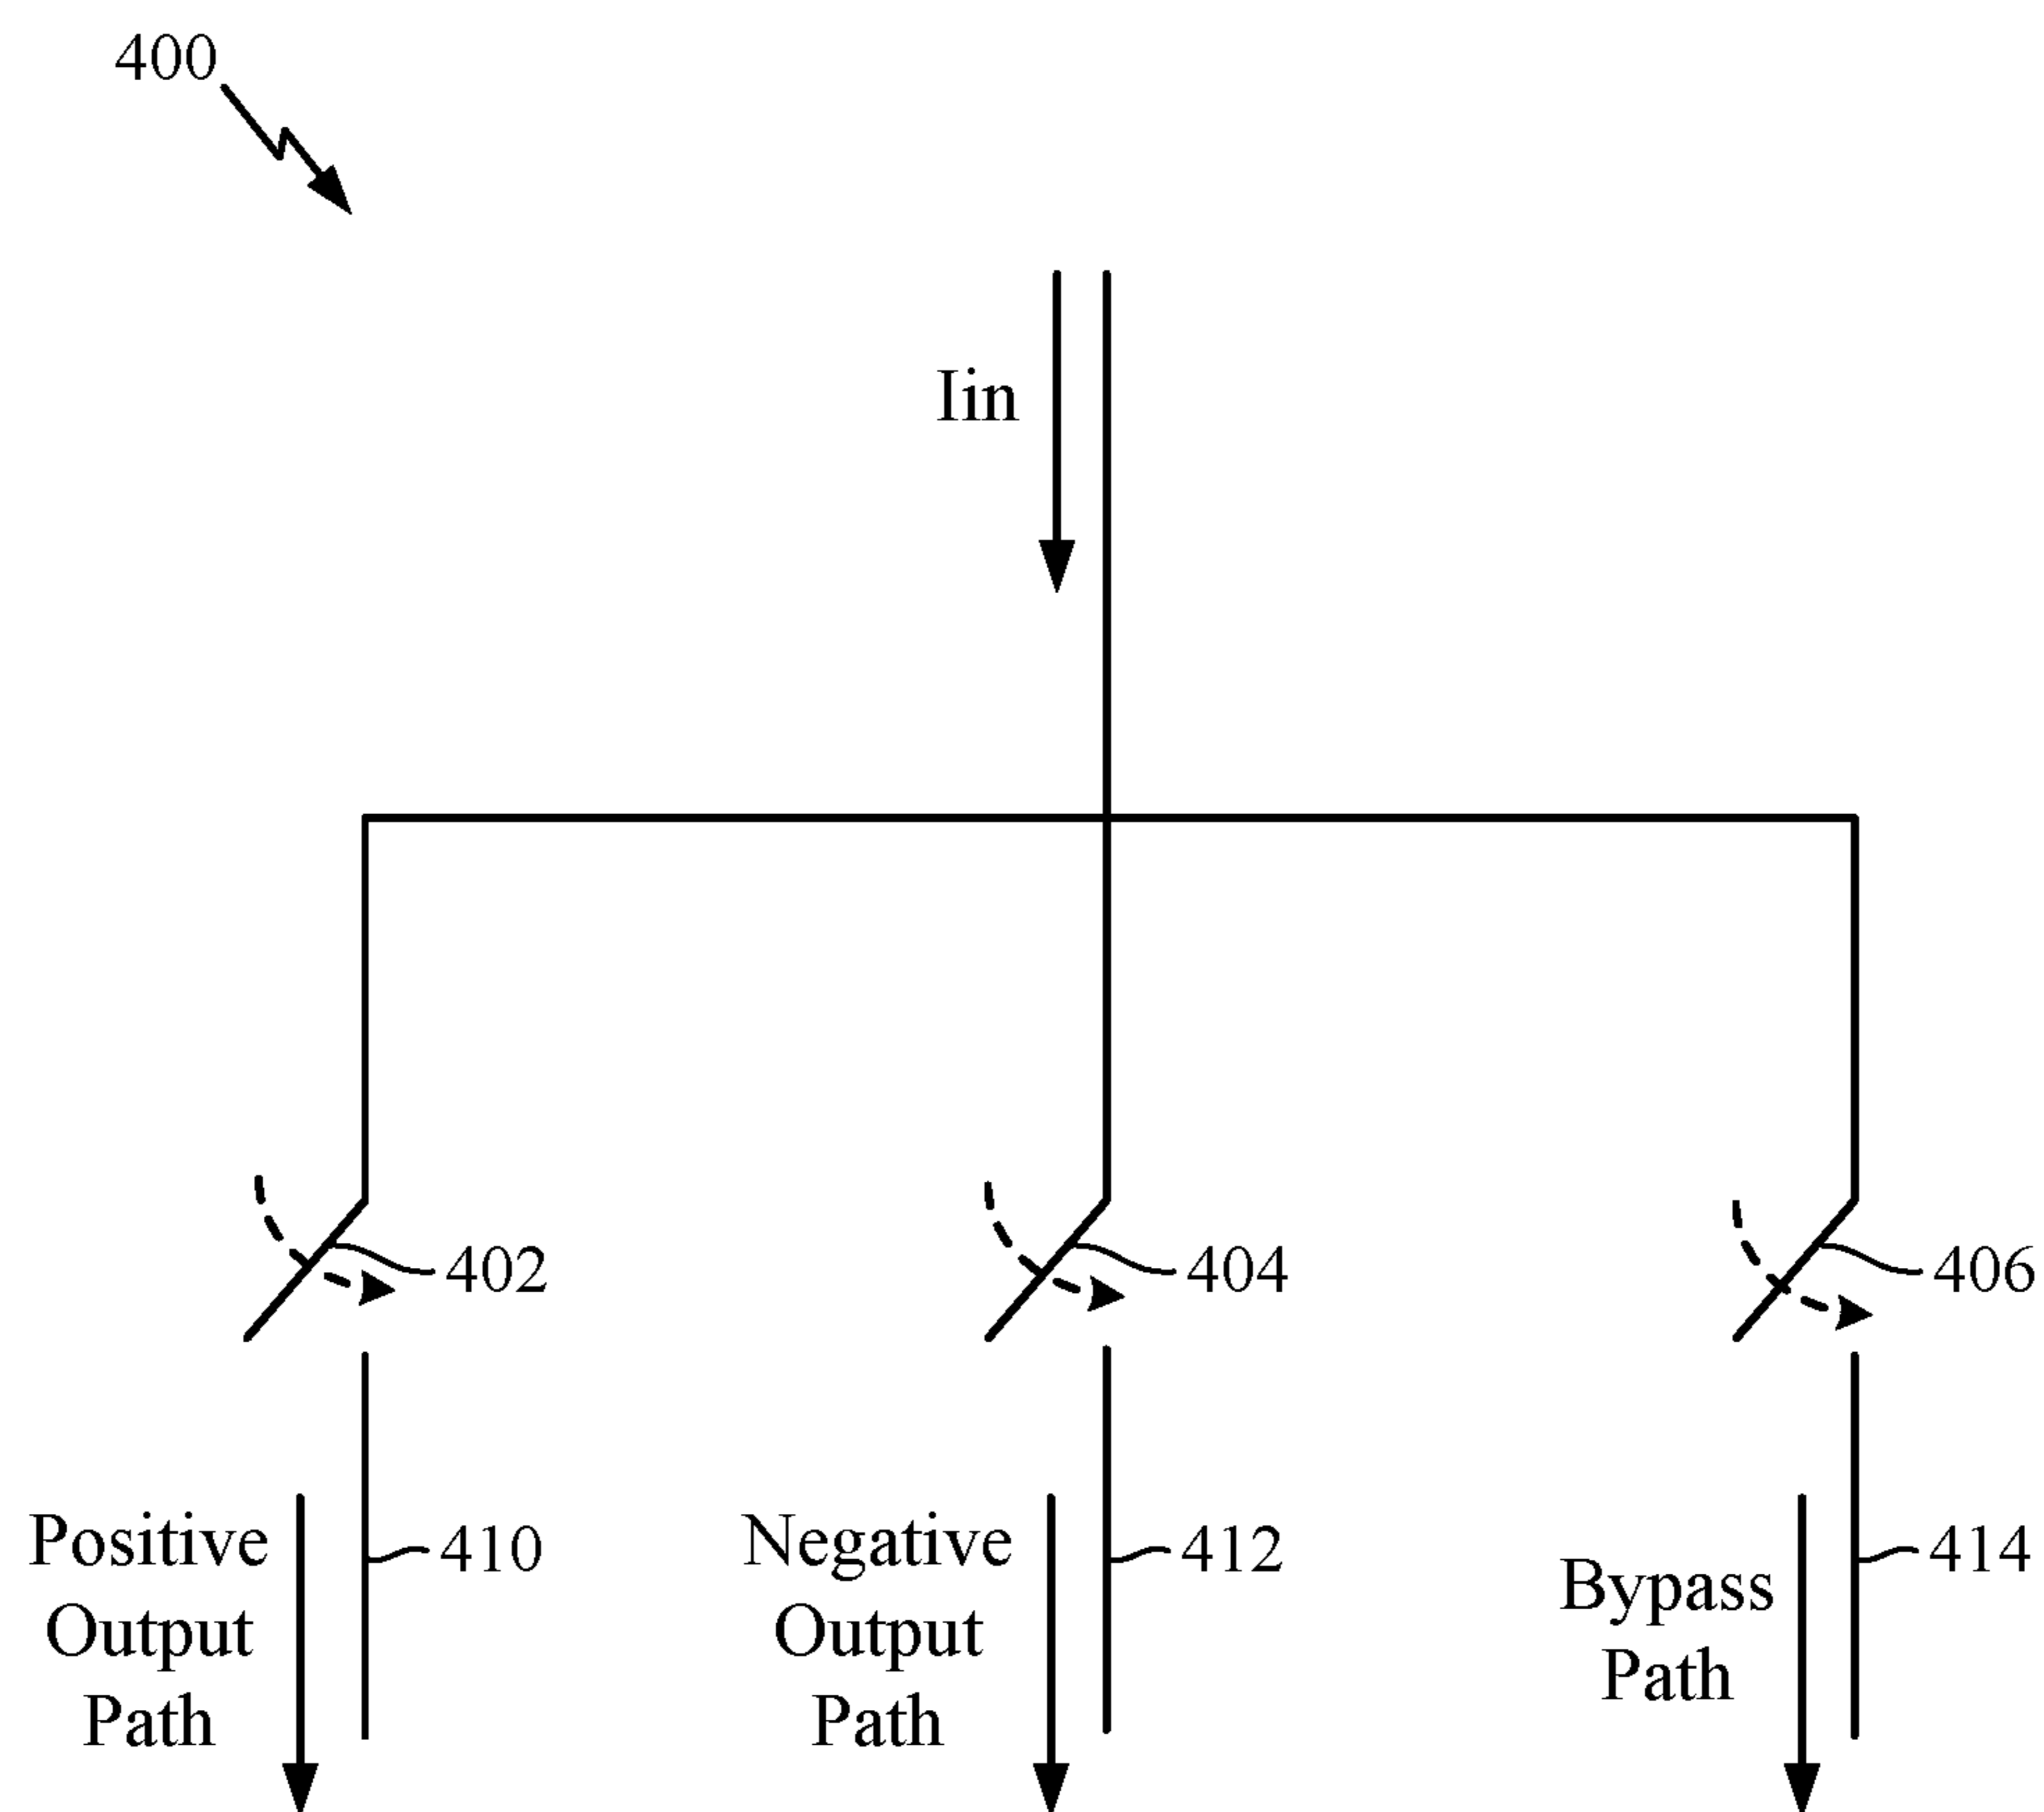 400
Iin
402
404
406
Positive
Output
Path
410
Negative
Output
Path
412
Bypass
Path
414